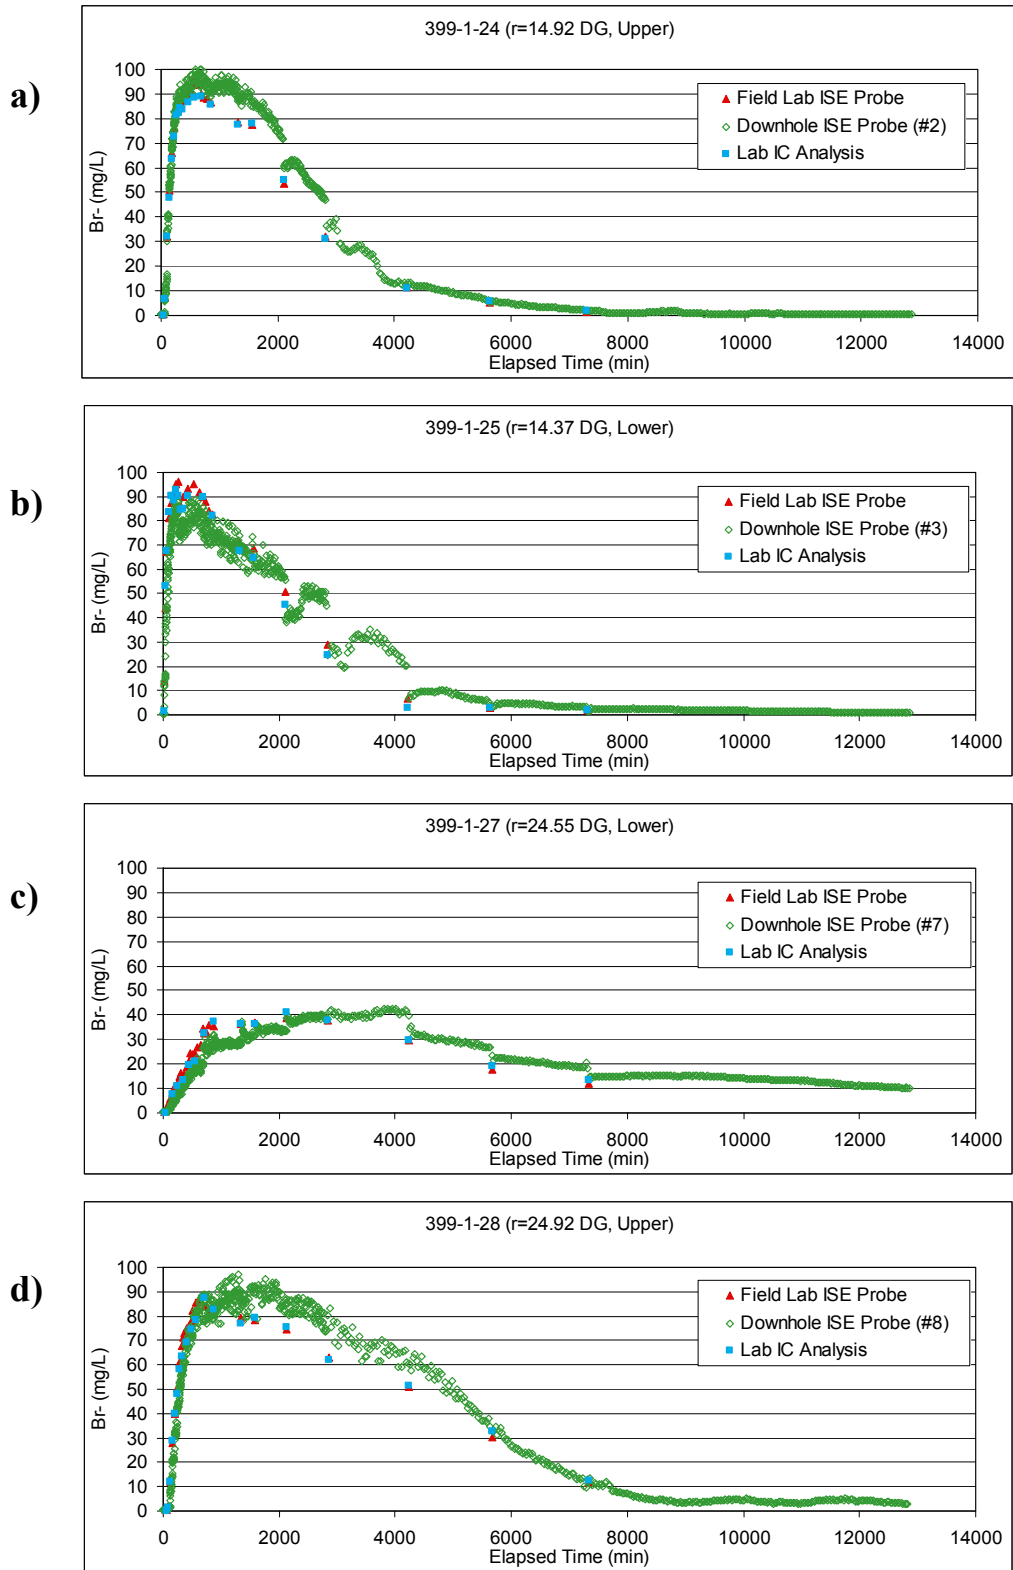 a)
399-1-24 (r=14.92 DG, Upper)
100
90
80
70
60
50
40
30
20
10
0
Br- (mg/L)
Field Lab ISE Probe
Downhole ISE Probe (#2)
Lab IC Analysis
0 2000 4000 6000 8000 10000 12000 14000
Elapsed Time (min)
b)
399-1-25 (r=14.37 DG, Lower)
100
90
80
70
60
50
40
30
20
10
0
Br- (mg/L)
Field Lab ISE Probe
Downhole ISE Probe (#3)
Lab IC Analysis
0 2000 4000 6000 8000 10000 12000 14000
Elapsed Time (min)
c)
399-1-27 (r=24.55 DG, Lower)
100
90
80
70
60
50
40
30
20
10
0
Br- (mg/L)
Field Lab ISE Probe
Downhole ISE Probe (#7)
Lab IC Analysis
0 2000 4000 6000 8000 10000 12000 14000
Elapsed Time (min)
d)
399-1-28 (r=24.92 DG, Upper)
100
90
80
70
60
50
40
30
20
10
0
Br- (mg/L)
Field Lab ISE Probe
Downhole ISE Probe (#8)
Lab IC Analysis
0 2000 4000 6000 8000 10000 12000 14000
Elapsed Time (min)